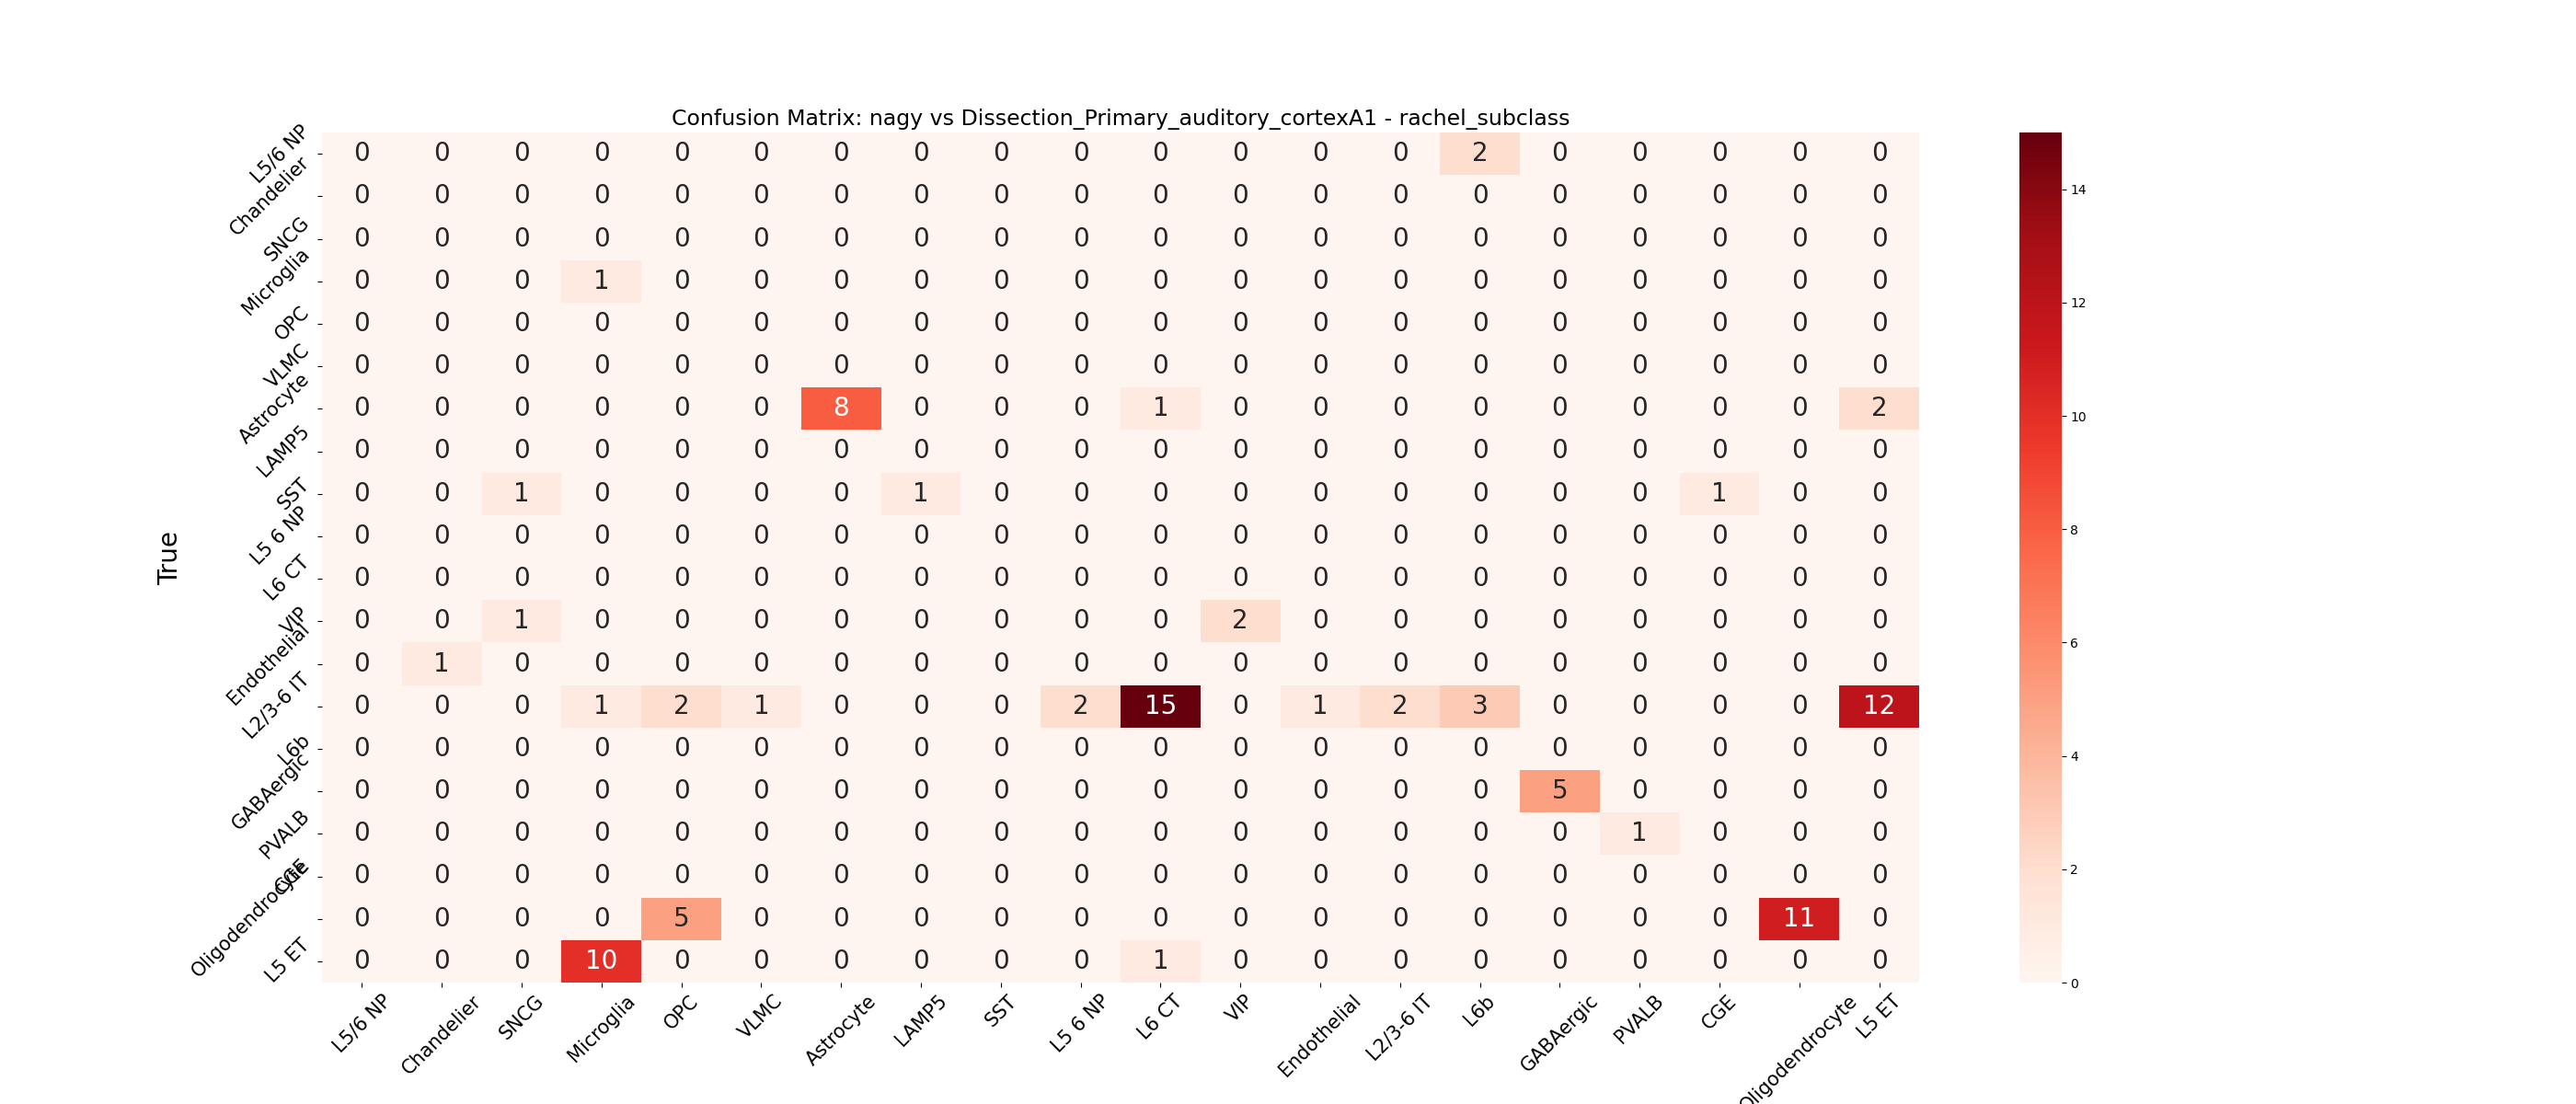 Confusion Matrix: nagy vs Dissection_Primary_auditory_cortexA1 - rachel_subclass
True
L5/6 NP 0 0 0 0 0 0 0 0 0 0 0 0 0 0 2 0 0 0 0 0
Chandelier 0 0 0 0 0 0 0 0 0 0 0 0 0 0 0 0 0 0 0 0
SNCG 0 0 0 0 0 0 0 0 0 0 0 0 0 0 0 0 0 0 0 0
Microglia 0 0 0 1 0 0 0 0 0 0 0 0 0 0 0 0 0 0 0 0
OPC 0 0 0 0 0 0 0 0 0 0 0 0 0 0 0 0 0 0 0 0
VLMC 0 0 0 0 0 0 0 0 0 0 0 0 0 0 0 0 0 0 0 0
Astrocyte 0 0 0 0 0 0 8 0 0 0 1 0 0 0 0 0 0 0 0 2
LAMP5 0 0 0 0 0 0 0 0 0 0 0 0 0 0 0 0 0 0 0 0
SST 0 0 1 0 0 0 0 1 0 0 0 0 0 0 0 0 0 1 0 0
L5 6 NP 0 0 0 0 0 0 0 0 0 0 0 0 0 0 0 0 0 0 0 0
L6 CT 0 0 0 0 0 0 0 0 0 0 0 0 0 0 0 0 0 0 0 0
VIP 0 0 1 0 0 0 0 0 0 0 0 2 0 0 0 0 0 0 0 0
Endothelial 0 1 0 0 0 0 0 0 0 0 0 0 0 0 0 0 0 0 0 0
L2/3-6 IT 0 0 0 1 2 1 0 0 0 2 15 0 1 2 3 0 0 0 0 12
L6b 0 0 0 0 0 0 0 0 0 0 0 0 0 0 0 0 0 0 0 0
GABAergic 0 0 0 0 0 0 0 0 0 0 0 0 0 0 0 5 0 0 0 0
PVALB 0 0 0 0 0 0 0 0 0 0 0 0 0 0 0 0 1 0 0 0
CGE 0 0 0 0 0 0 0 0 0 0 0 0 0 0 0 0 0 0 0 0
Oligodendrocyte 0 0 0 0 5 0 0 0 0 0 0 0 0 0 0 0 0 0 11 0
L5 ET 0 0 0 10 0 0 0 0 0 0 1 0 0 0 0 0 0 0 0 0
L5/6 NP Chandelier SNCG Microglia OPC VLMC Astrocyte LAMP5 SST L5 6 NP L6 CT VIP Endothelial L2/3-6 IT L6b GABAergic PVALB CGE Oligodendrocyte L5 ET
14
12
10
8
6
4
2
0